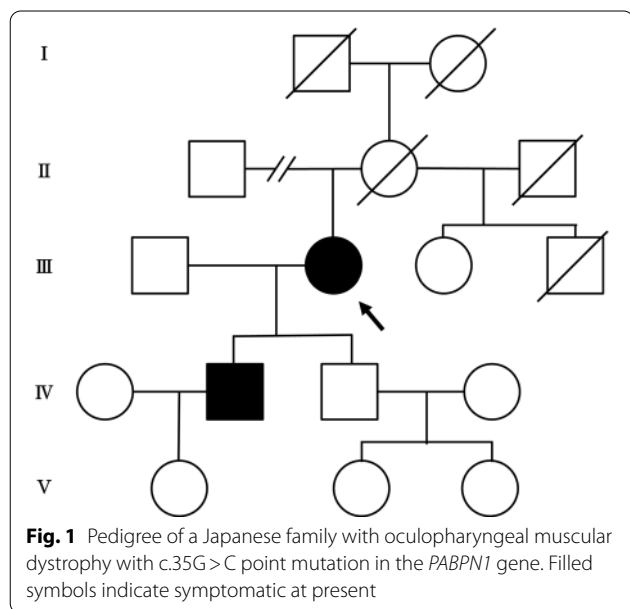 I
II
III
IV
V
Fig. 1 Pedigree of a Japanese family with oculopharyngeal muscular
dystrophy with c.35G > C point mutation in the PABPN1 gene. Filled
symbols indicate symptomatic at present